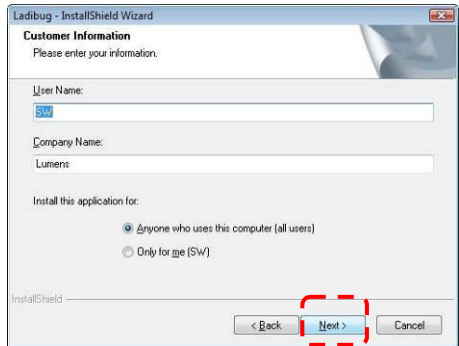 Ladibug - InstallShield Wizard
Customer Information
Please enter your information.
User Name:
SW
Company Name:
Lumens
Install this application for:
Anyone who uses this computer (all users)
Only for me (SW)
InstallShield
< Back
Next >
Cancel